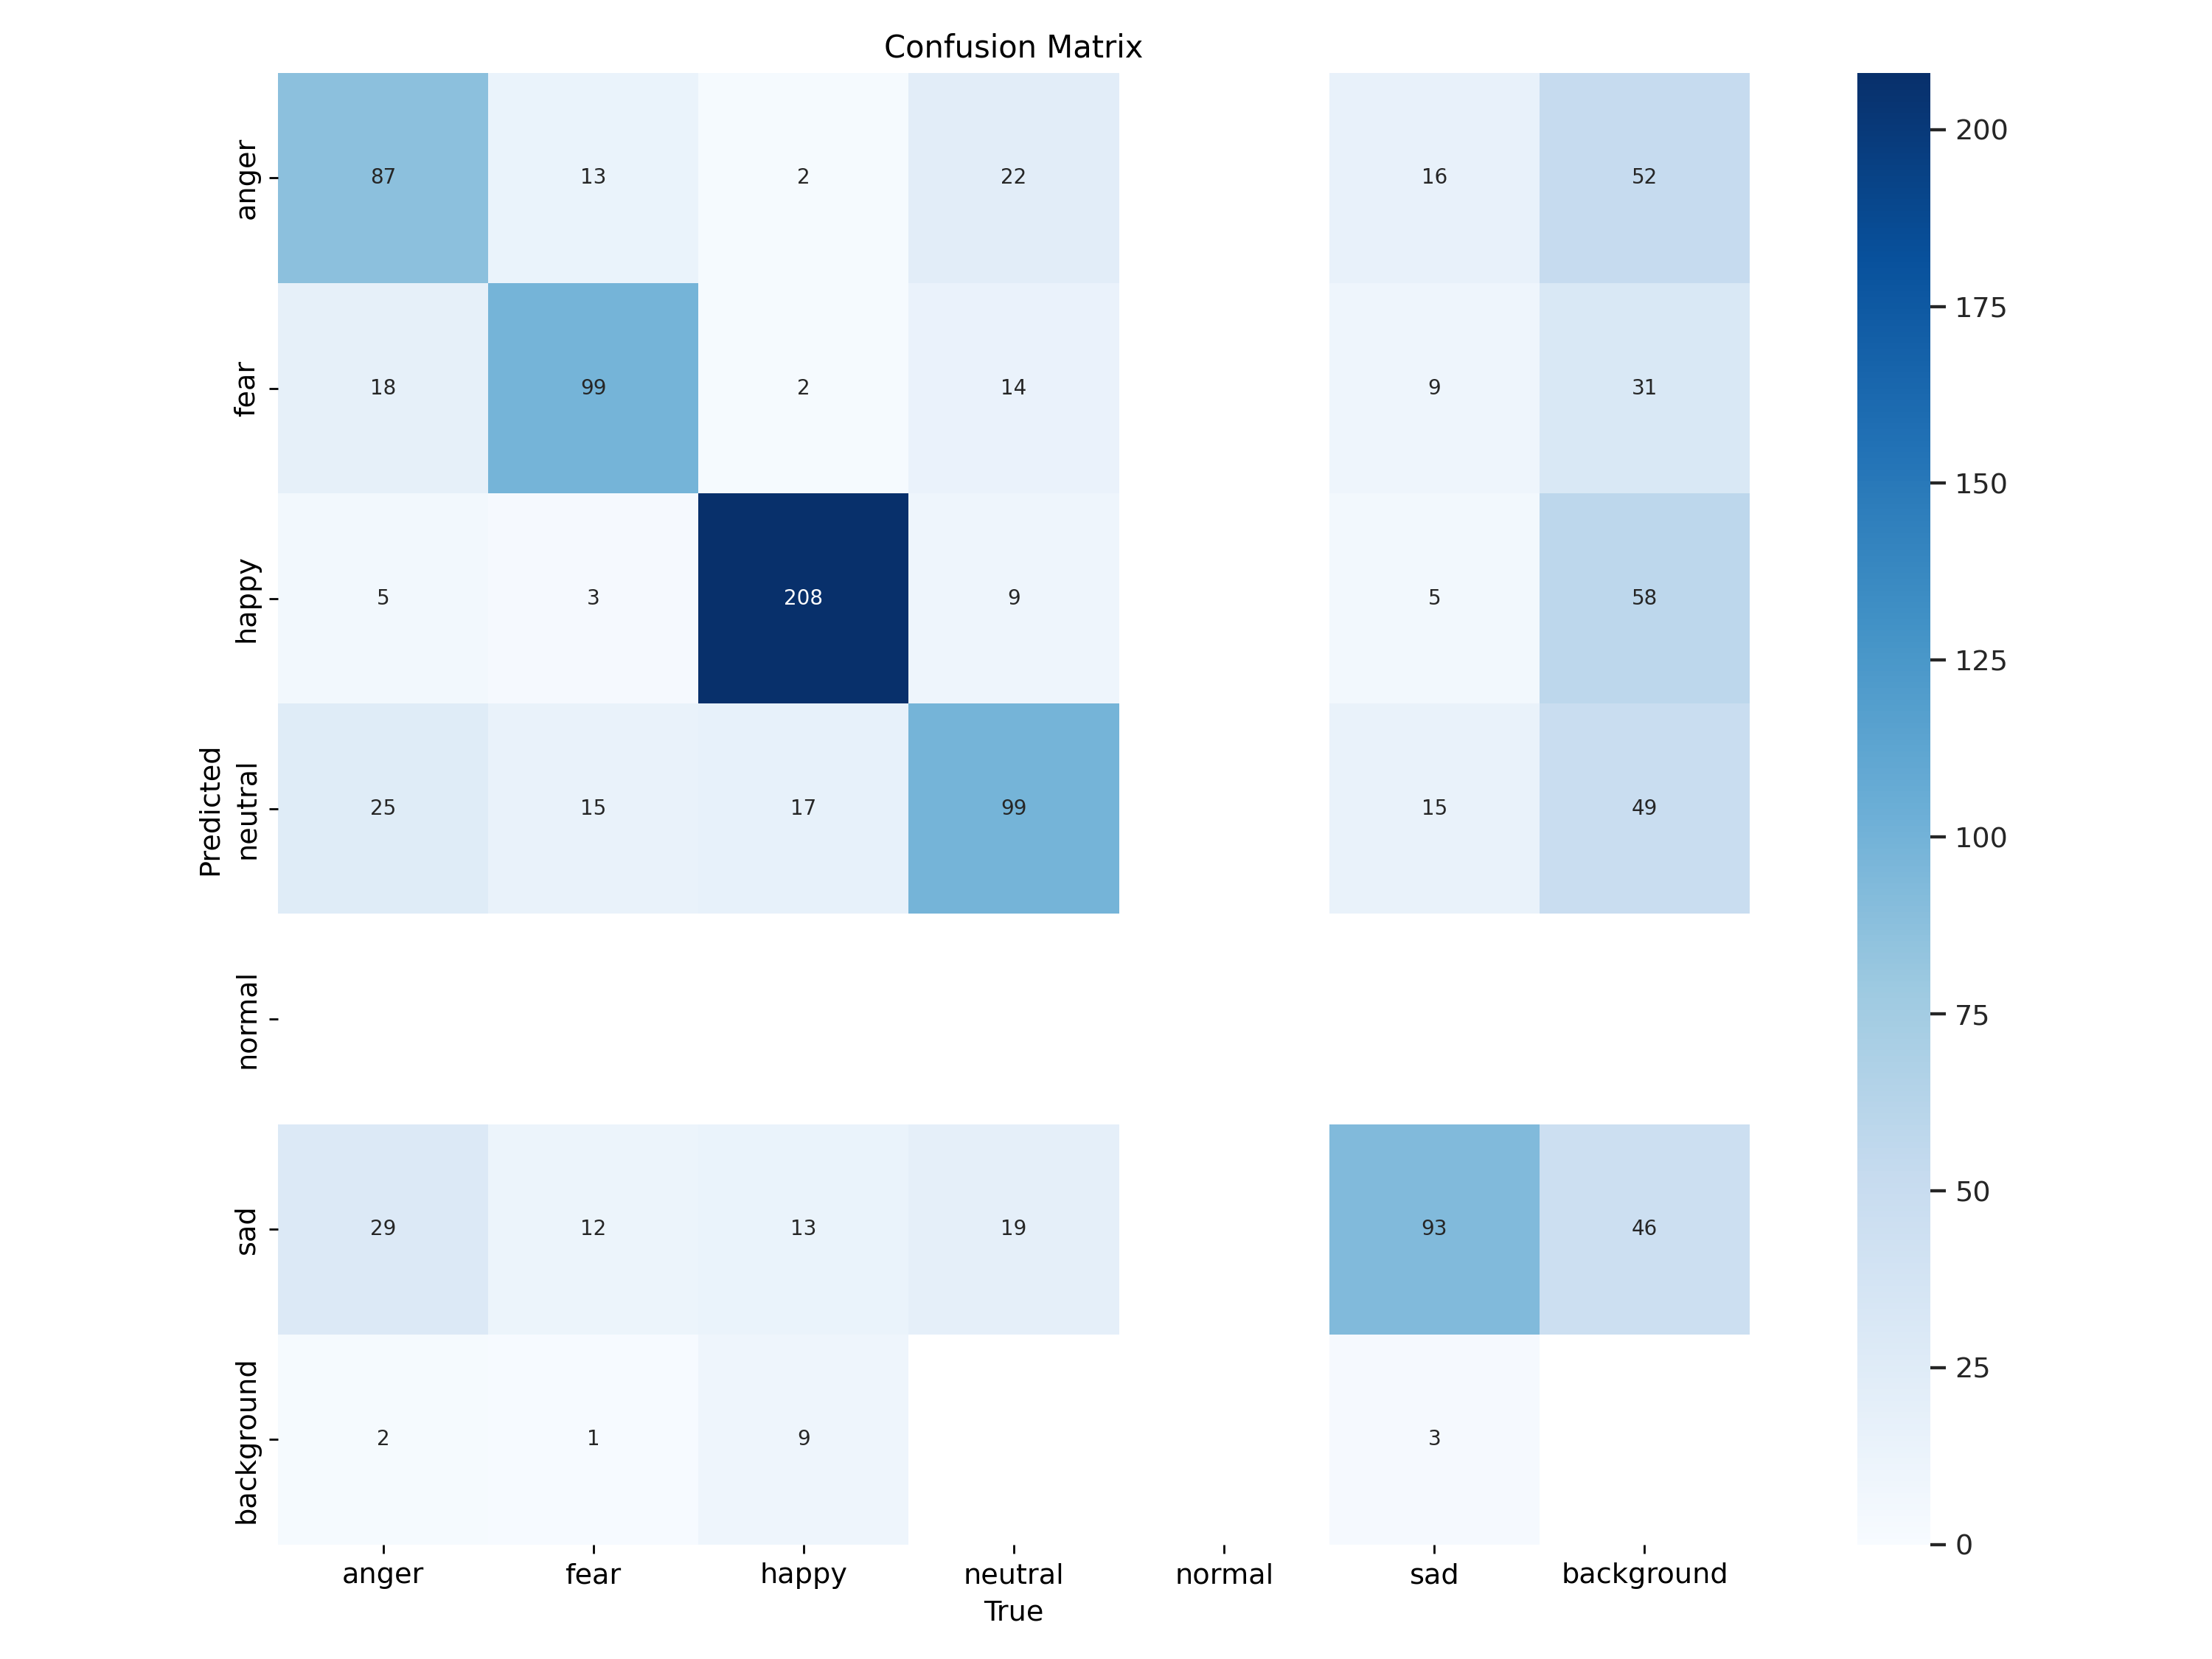 Confusion Matrix
anger 87 13 2 22 16 52
fear 18 99 2 14 9 31
happy 5 3 208 9 5 58
neutral 25 15 17 99 15 49
normal
sad 29 12 13 19 93 46
background 2 1 9 3
anger fear happy neutral normal sad background
True
Predicted
200
175
150
125
100
75
50
25
0